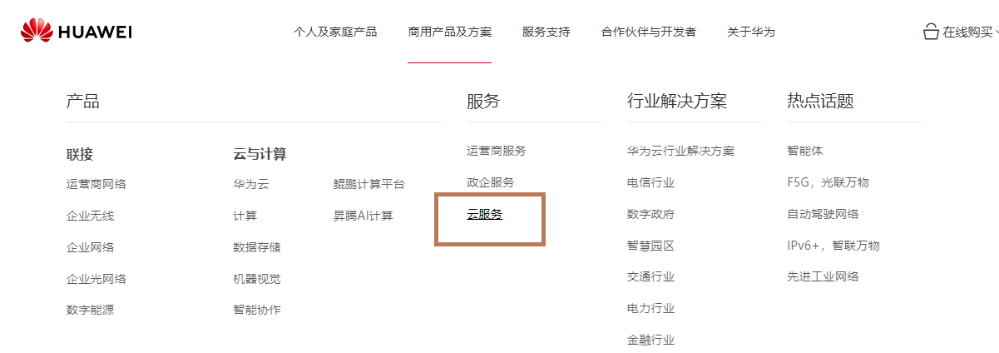 HUAWEI
个人及家庭产品
商用产品及方案
服务支持
合作伙伴与开发者
关于华为
在线购买
产品
联接
运营商网络
企业无线
企业网络
企业光网络
数字能源
云与计算
华为云
计算
数据存储
机器视觉
智能协作
鲲鹏计算平台
昇腾AI计算
服务
运营商服务
政企服务
云服务
行业解决方案
华为云行业解决方案
电信行业
数字政府
智慧园区
交通行业
电力行业
金融行业
热点话题
智能体
F5G，光联万物
自动驾驶网络
IPv6+，智联万物
先进工业网络